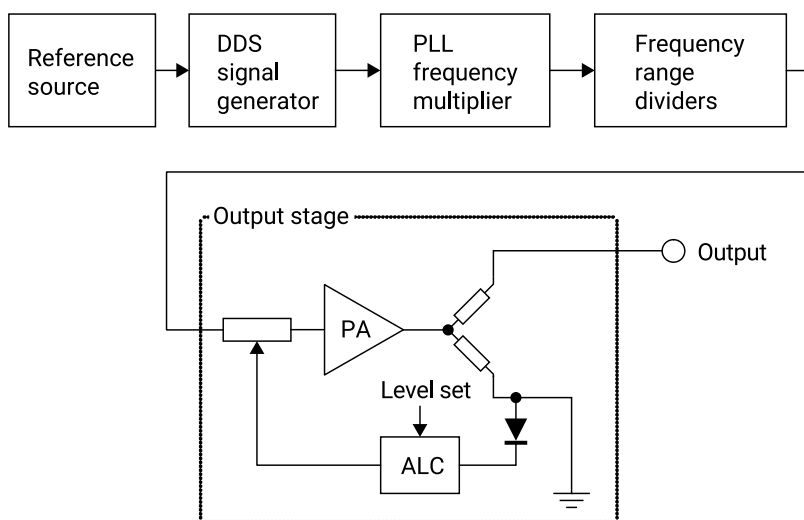 Reference
source
DDS
signal
generator
PLL
frequency
multiplier
Frequency
range
dividers
Output stage
Output
PA
Level set
ALC